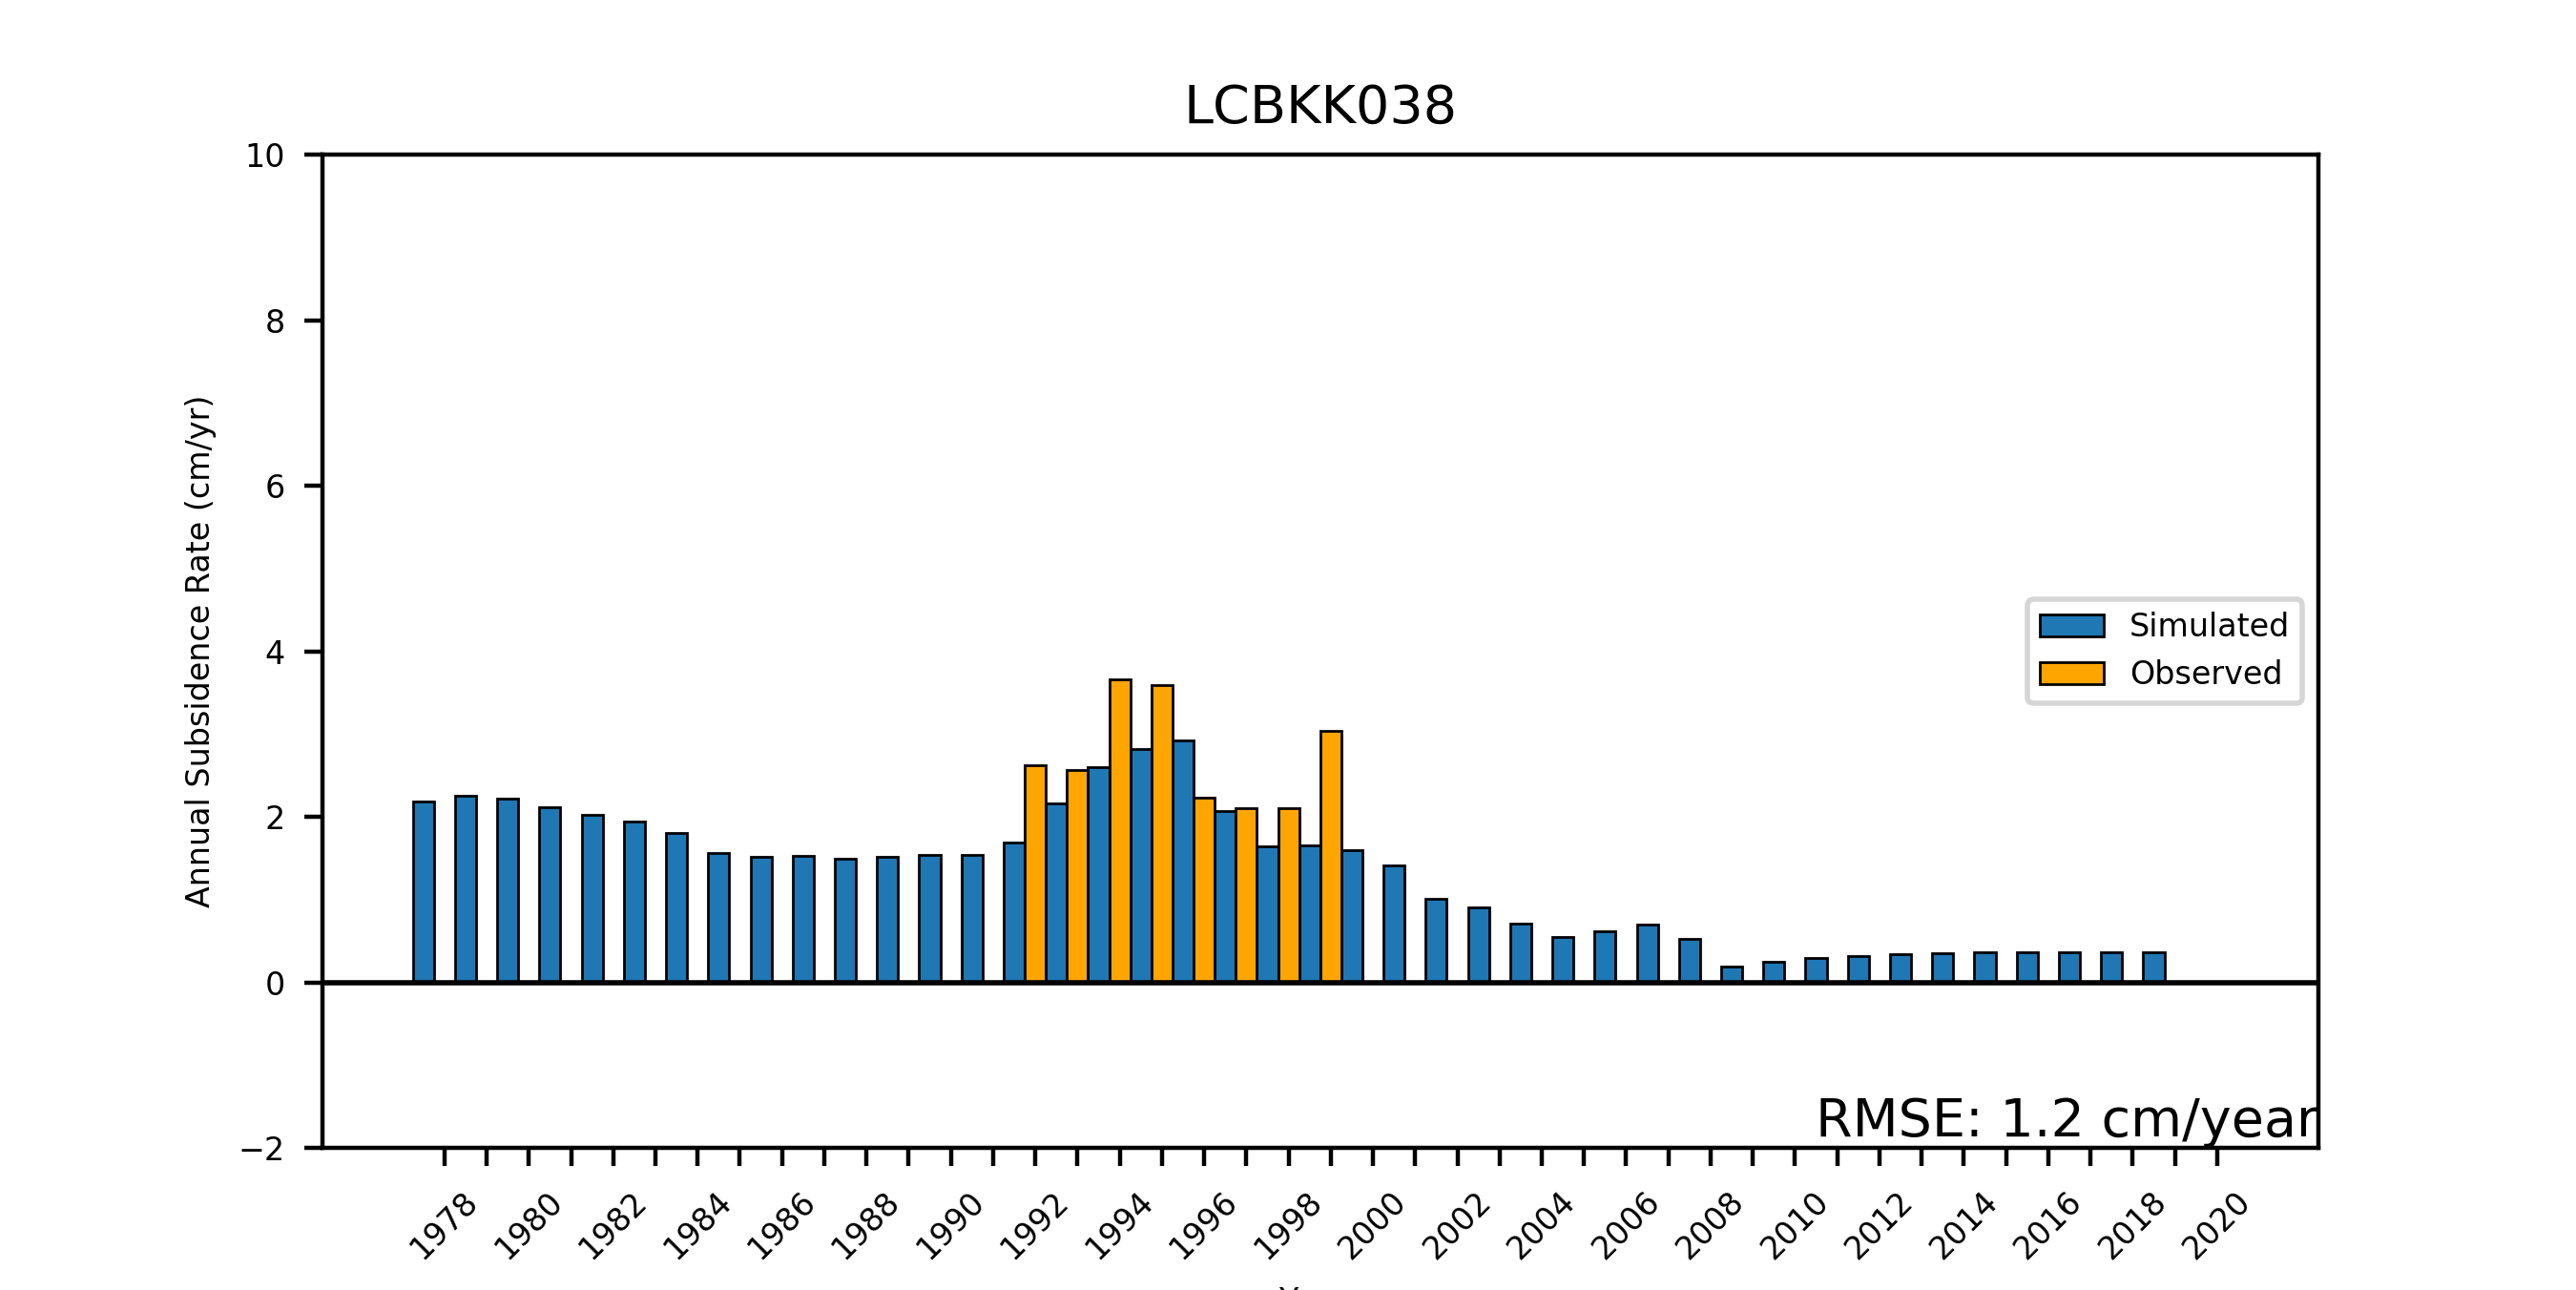 LCBKK038
10
8
6
4
2
0
−2
Annual Subsidence Rate (cm/yr)
Simulated
Observed
RMSE: 1.2 cm/year
1978 1980 1982 1984 1986 1988 1990 1992 1994 1996 1998 2000 2002 2004 2006 2008 2010 2012 2014 2016 2018 2020